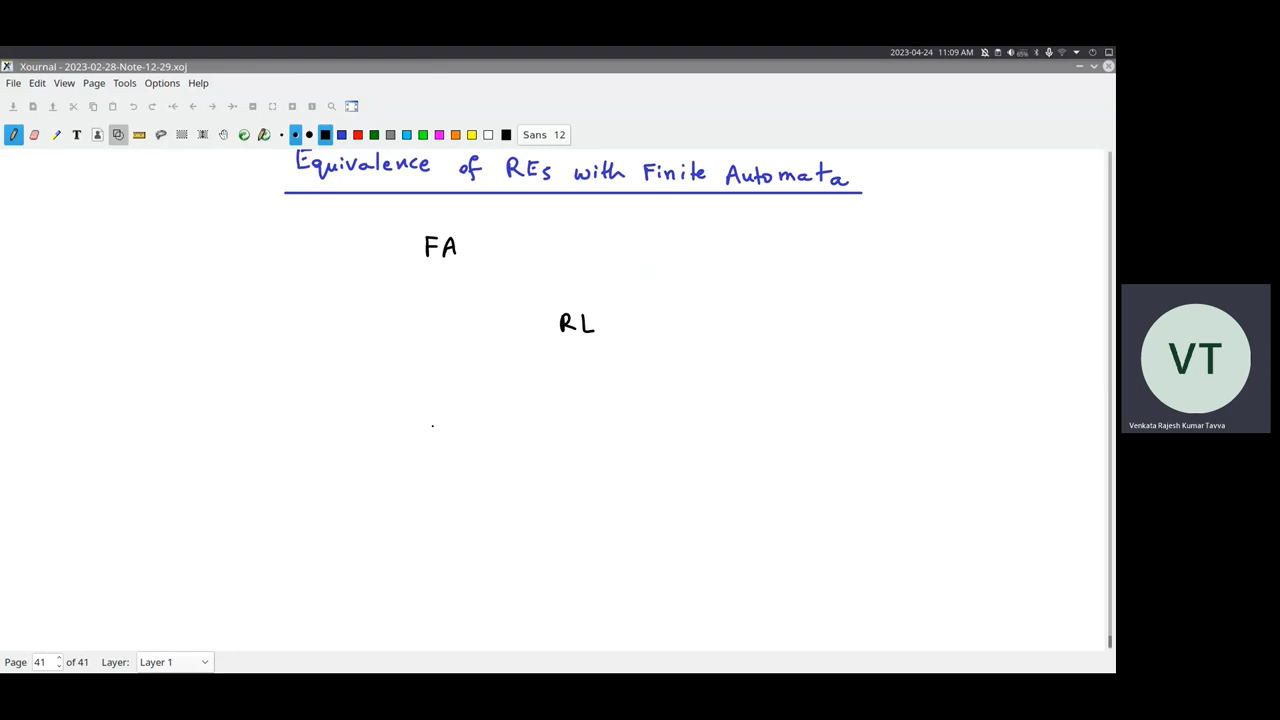 2023-04-24 11:09 AM
Xournal - 2023-02-28-Note-12-29.xoj
File Edit View Page Tools Options Help
T Sans 12
Equivalence of REs with Finite Automata
FA
RL
VT
Venkata Rajesh Kumar Tavva
Page 41 of 41 Layer: Layer 1